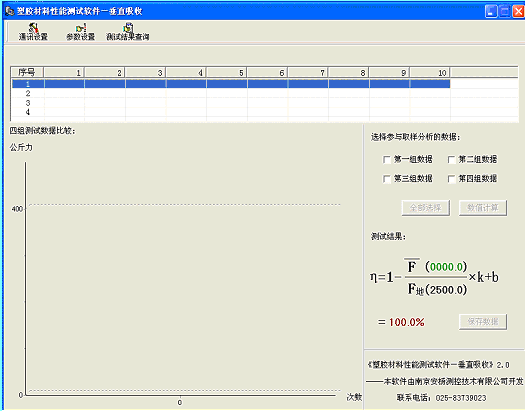 塑胶材料性能测试软件—垂直吸收
通讯设置 参数设置 测试结果查询
序号 1 2 3 4 5 6 7 8 9 10
1
2
3
4
四组测试数据比较:
公斤力
400
0
0
次数
选择参与取样分析的数据:
第一组数据 第二组数据
第三组数据 第四组数据
全部选择 数值计算
测试结果:
η=1- F (0000.0) ×k+b
F地(2500.0)
= 100.0%
保存数据
《塑胶材料性能测试软件—垂直吸收》2.0
——本软件由南京安杨测控技术有限公司开发
联系电话: 025-83739023